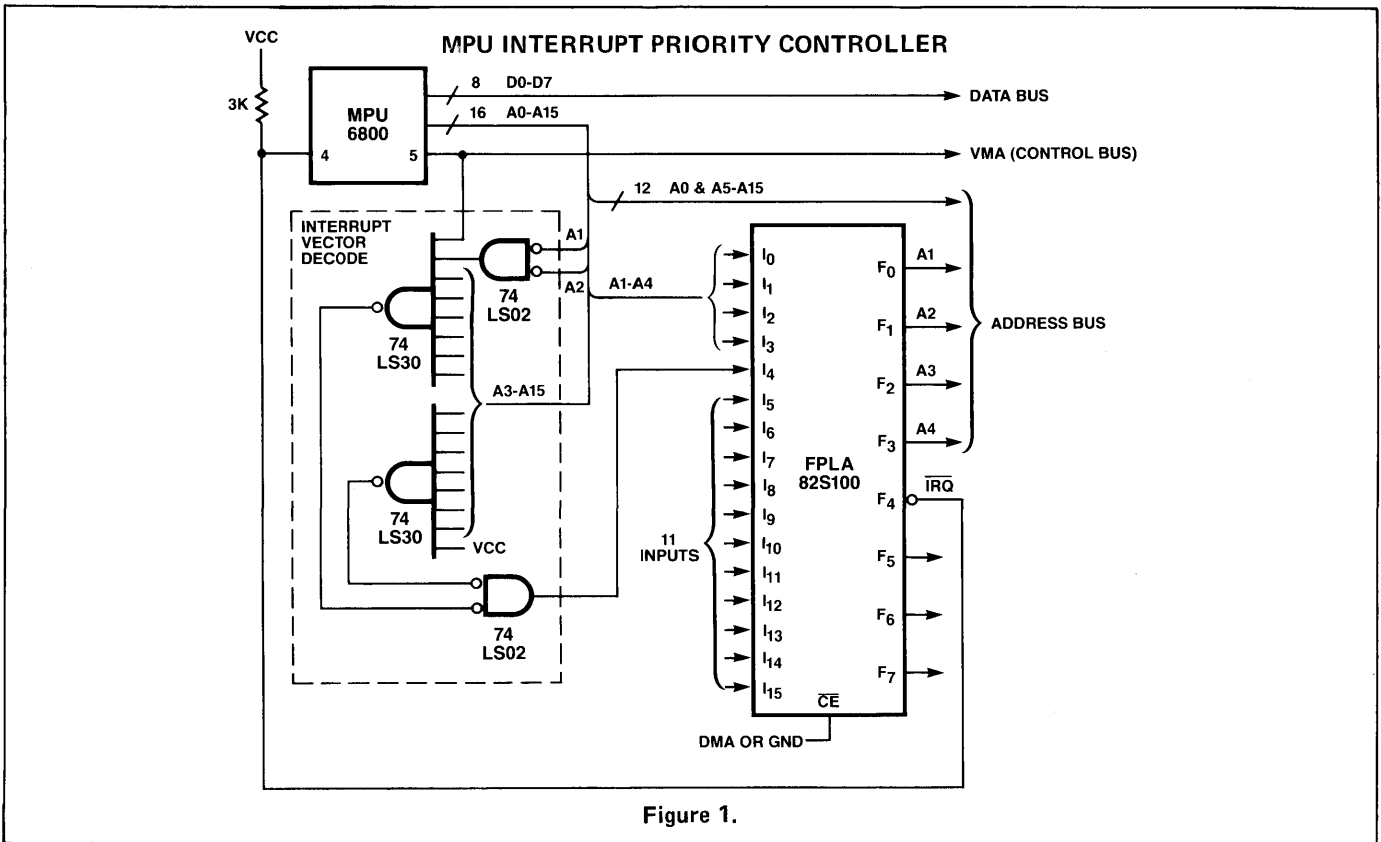 MPU INTERRUPT PRIORITY CONTROLLER
VCC
3K
MPU
6800
4
5
8 D0-D7
16 A0-A15
DATA BUS
VMA (CONTROL BUS)
12 A0 & A5-A15
INTERRUPT
VECTOR
DECODE
A1
A2
74
LS02
A1-A4
74
LS30
A3-A15
74
LS30
VCC
74
LS02
I0
I1
I2
I3
I4
I5
I6
I7
I8
I9
I10
I11
I12
I13
I14
I15
11
INPUTS
FPLA
82S100
F0
F1
F2
F3
F4
F5
F6
F7
A1
A2
A3
A4
IRQ
ADDRESS BUS
CE
DMA OR GND
Figure 1.